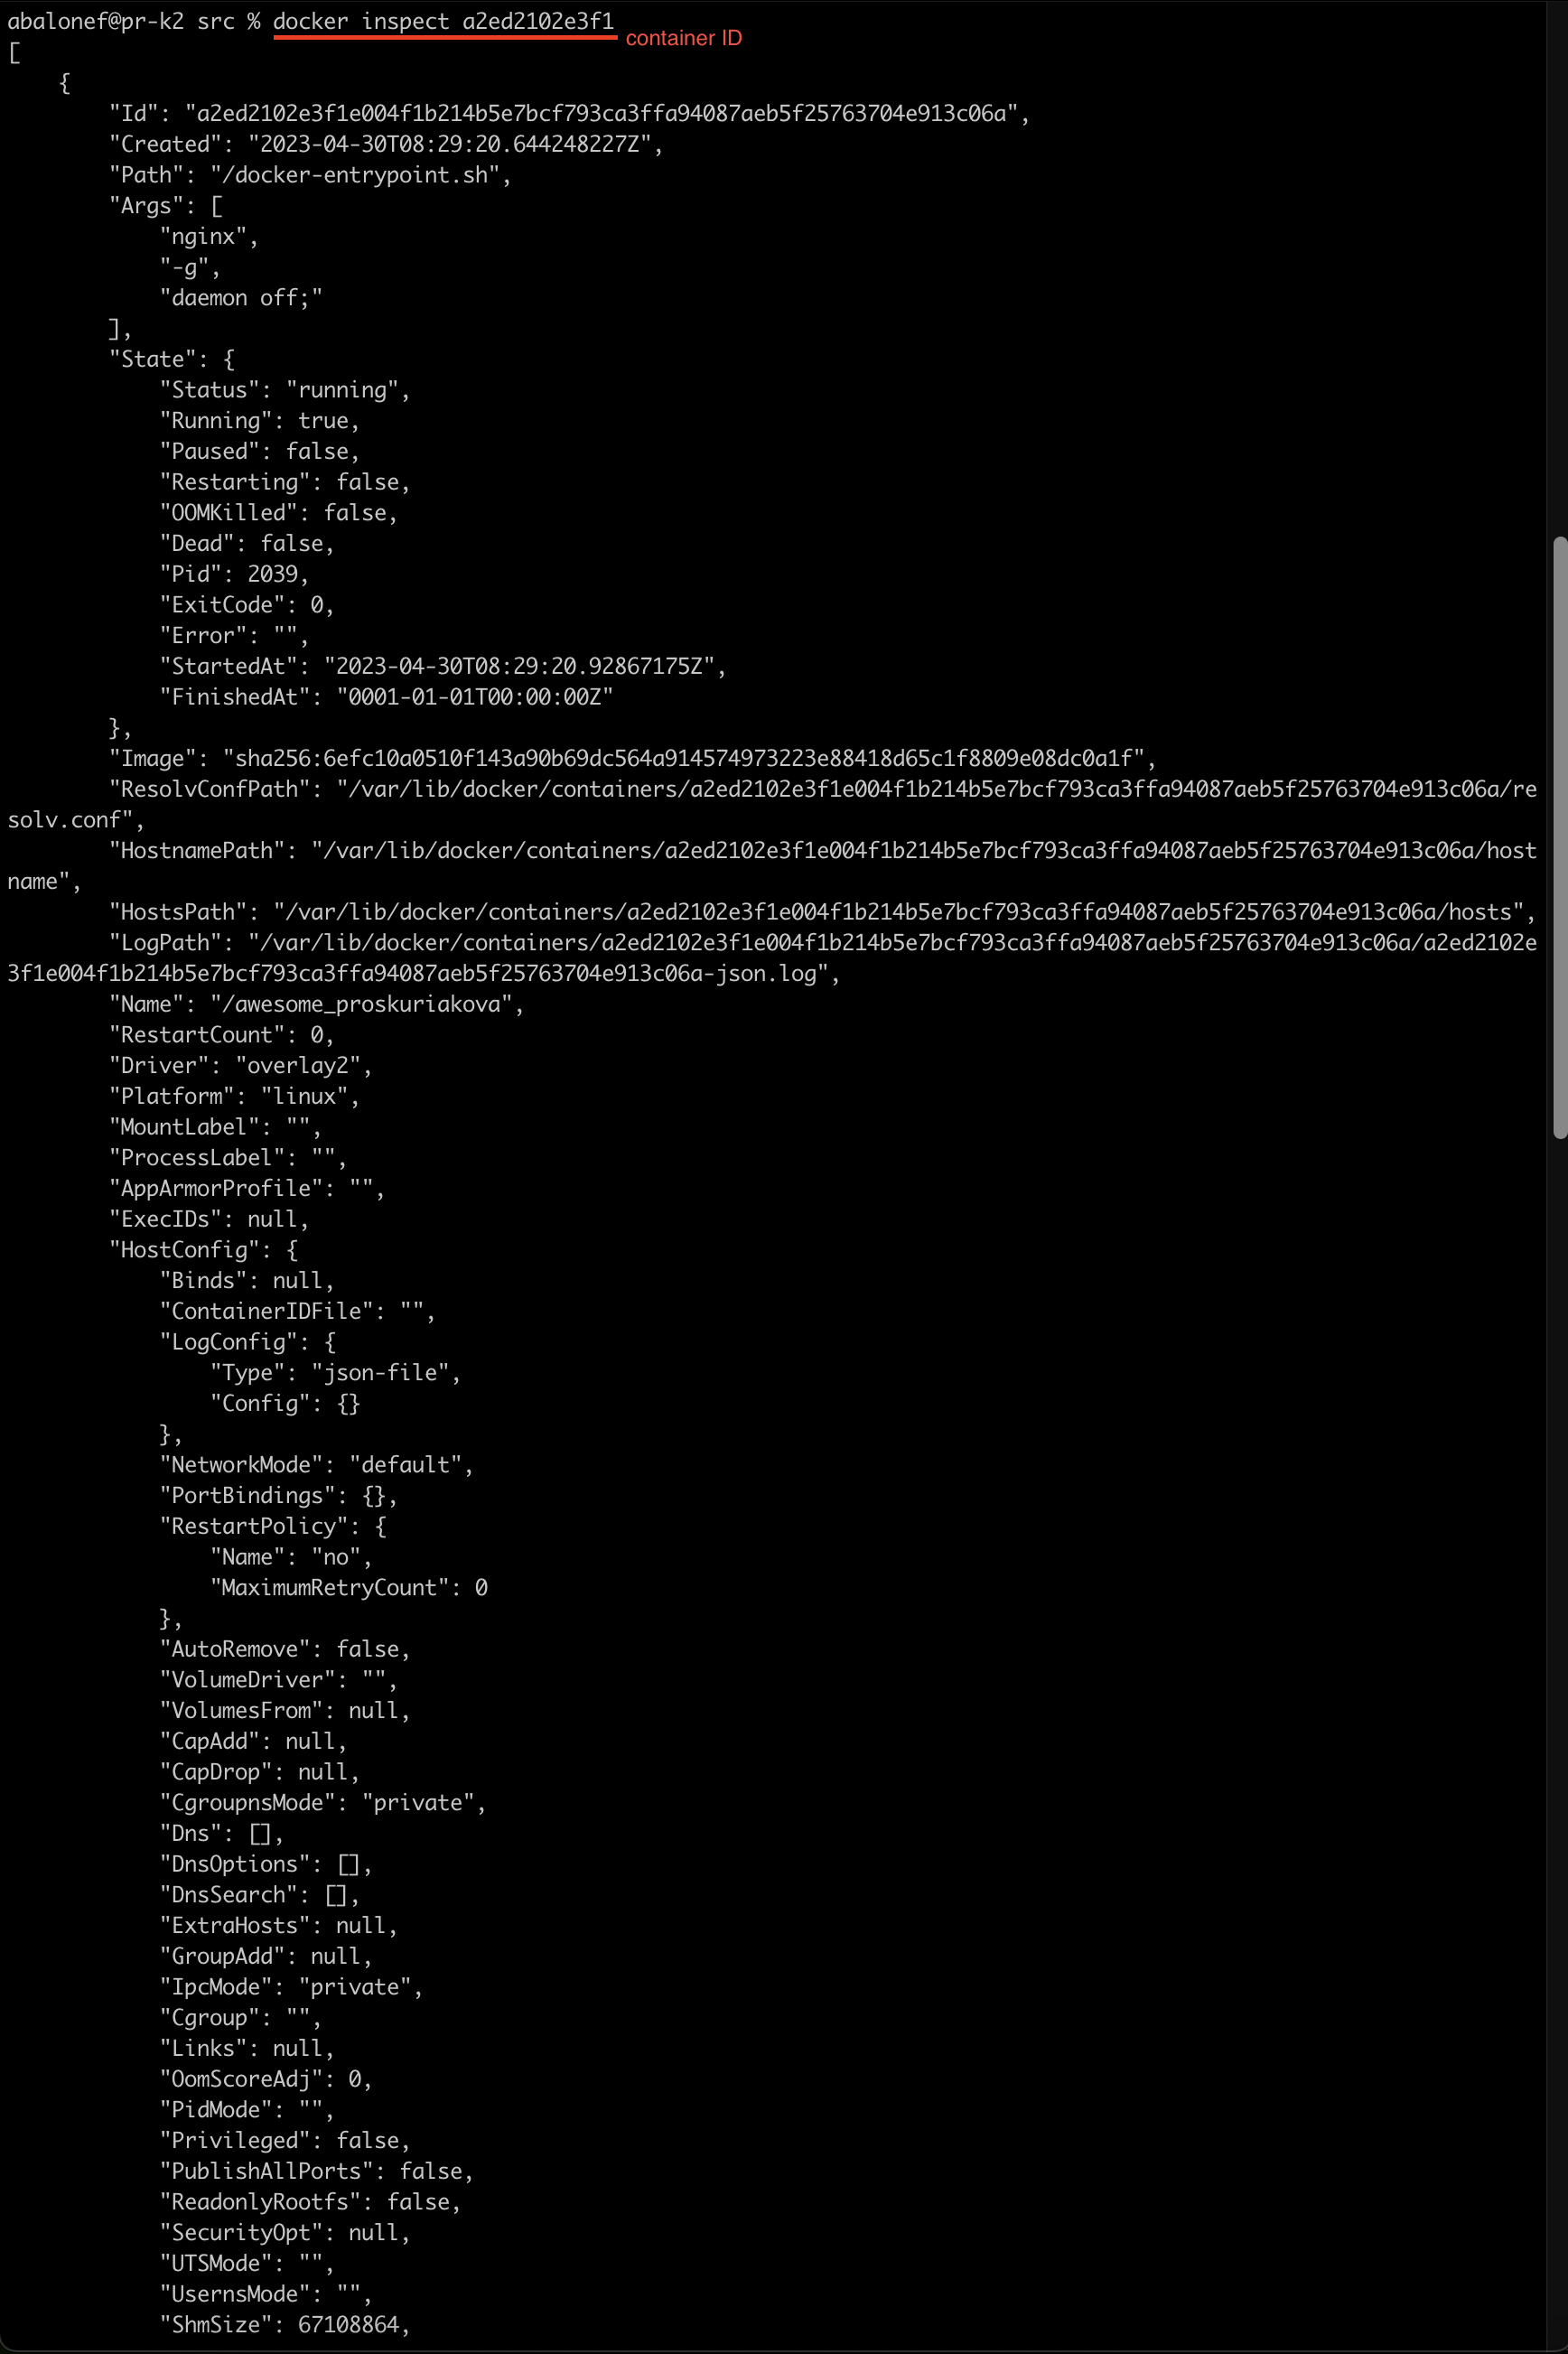 abalonef@pr-k2 src % docker inspect a2ed2102e3f1
container ID
[
    {
        "Id": "a2ed2102e3f1e004f1b214b5e7bcf793ca3ffa94087aeb5f25763704e913c06a",
        "Created": "2023-04-30T08:29:20.644248227Z",
        "Path": "/docker-entrypoint.sh",
        "Args": [
            "nginx",
            "-g",
            "daemon off;"
        ],
        "State": {
            "Status": "running",
            "Running": true,
            "Paused": false,
            "Restarting": false,
            "OOMKilled": false,
            "Dead": false,
            "Pid": 2039,
            "ExitCode": 0,
            "Error": "",
            "StartedAt": "2023-04-30T08:29:20.92867175Z",
            "FinishedAt": "0001-01-01T00:00:00Z"
        },
        "Image": "sha256:6efc10a0510f143a90b69dc564a914574973223e88418d65c1f8809e08dc0a1f",
        "ResolvConfPath": "/var/lib/docker/containers/a2ed2102e3f1e004f1b214b5e7bcf793ca3ffa94087aeb5f25763704e913c06a/re
solv.conf",
        "HostnamePath": "/var/lib/docker/containers/a2ed2102e3f1e004f1b214b5e7bcf793ca3ffa94087aeb5f25763704e913c06a/host
name",
        "HostsPath": "/var/lib/docker/containers/a2ed2102e3f1e004f1b214b5e7bcf793ca3ffa94087aeb5f25763704e913c06a/hosts",
        "LogPath": "/var/lib/docker/containers/a2ed2102e3f1e004f1b214b5e7bcf793ca3ffa94087aeb5f25763704e913c06a/a2ed2102e
3f1e004f1b214b5e7bcf793ca3ffa94087aeb5f25763704e913c06a-json.log",
        "Name": "/awesome_proskuriakova",
        "RestartCount": 0,
        "Driver": "overlay2",
        "Platform": "linux",
        "MountLabel": "",
        "ProcessLabel": "",
        "AppArmorProfile": "",
        "ExecIDs": null,
        "HostConfig": {
            "Binds": null,
            "ContainerIDFile": "",
            "LogConfig": {
                "Type": "json-file",
                "Config": {}
            },
            "NetworkMode": "default",
            "PortBindings": {},
            "RestartPolicy": {
                "Name": "no",
                "MaximumRetryCount": 0
            },
            "AutoRemove": false,
            "VolumeDriver": "",
            "VolumesFrom": null,
            "CapAdd": null,
            "CapDrop": null,
            "CgroupnsMode": "private",
            "Dns": [],
            "DnsOptions": [],
            "DnsSearch": [],
            "ExtraHosts": null,
            "GroupAdd": null,
            "IpcMode": "private",
            "Cgroup": "",
            "Links": null,
            "OomScoreAdj": 0,
            "PidMode": "",
            "Privileged": false,
            "PublishAllPorts": false,
            "ReadonlyRootfs": false,
            "SecurityOpt": null,
            "UTSMode": "",
            "UsernsMode": "",
            "ShmSize": 67108864,